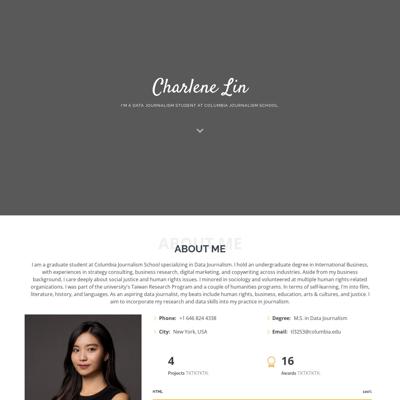 Charlene Lin
I'M A DATA JOURNALISM STUDENT AT COLUMBIA JOURNALISM SCHOOL.
ABOUT ME
ABOUT ME
I am a graduate student at Columbia Journalism School specializing in Data Journalism. I hold an undergraduate degree in International Business,
with experiences in strategy consulting, business research, digital marketing, and copywriting across industries. Aside from my business
background, I care deeply about social justice and human rights issues. I minored in sociology and volunteered at multiple human rights-related
organizations. I was part of the university's Taiwan Research Program and a couple of humanities programs. In terms of self-learning, I'm into film,
literature, history, and languages. As an aspiring data journalist, my beats include human rights, business, education, arts & cultures, and justice. I
aim to incorporate my research and data skills into my practice in journalism.
Phone: +1 646 824 4338
Degree: M.S. in Data Journalism
City: New York, USA
Email: tl3253@columbia.edu
4
Projects TKTKTKTK.
16
Awards TKTKTKTK.
HTML
100%